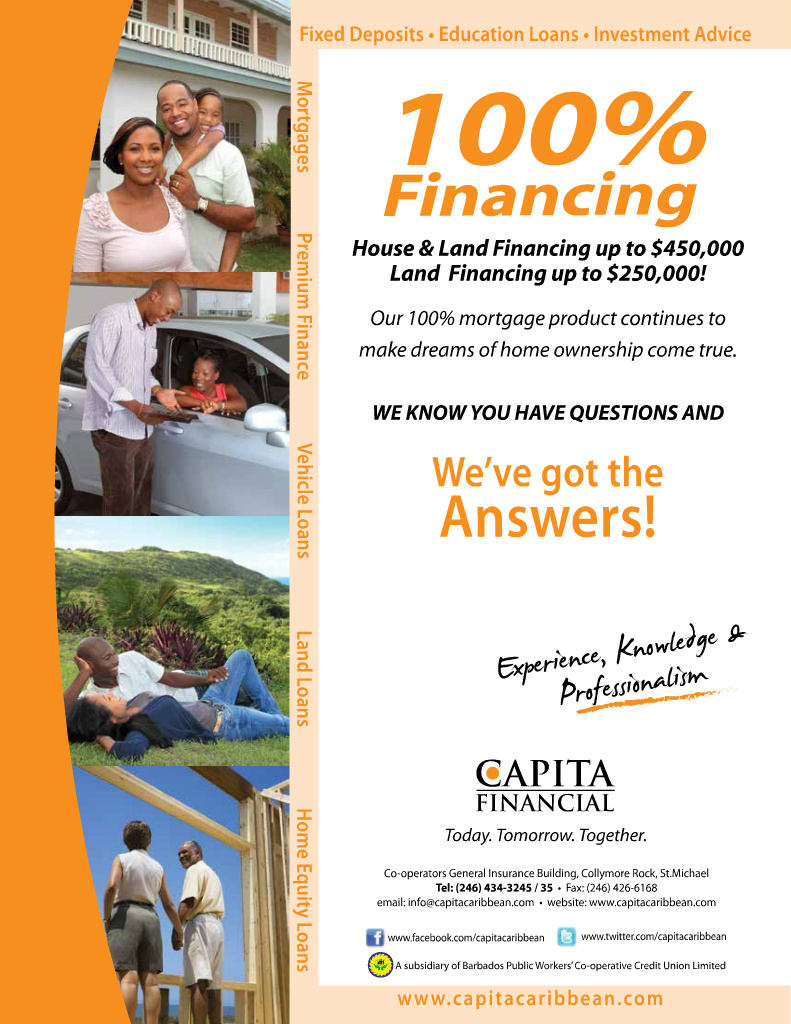 Fixed Deposits • Education Loans • Investment Advice
Mortgages
Premium Finance
Vehicle Loans
Land Loans
Home Equity Loans
100%
Financing
House & Land Financing up to $450,000
Land Financing up to $250,000!
Our 100% mortgage product continues to
make dreams of home ownership come true.
WE KNOW YOU HAVE QUESTIONS AND
We've got the
Answers!
Experience, Knowledge &
Professionalism
CAPITA
FINANCIAL
Today. Tomorrow. Together.
Co-operators General Insurance Building, Collymore Rock, St.Michael
Tel: (246) 434-3245 / 35 • Fax: (246) 426-6168
email: info@capitacaribbean.com • website: www.capitacaribbean.com
www.facebook.com/capitacaribbean www.twitter.com/capitacaribbean
A subsidiary of Barbados Public Workers' Co-operative Credit Union Limited
www.capitacaribbean.com